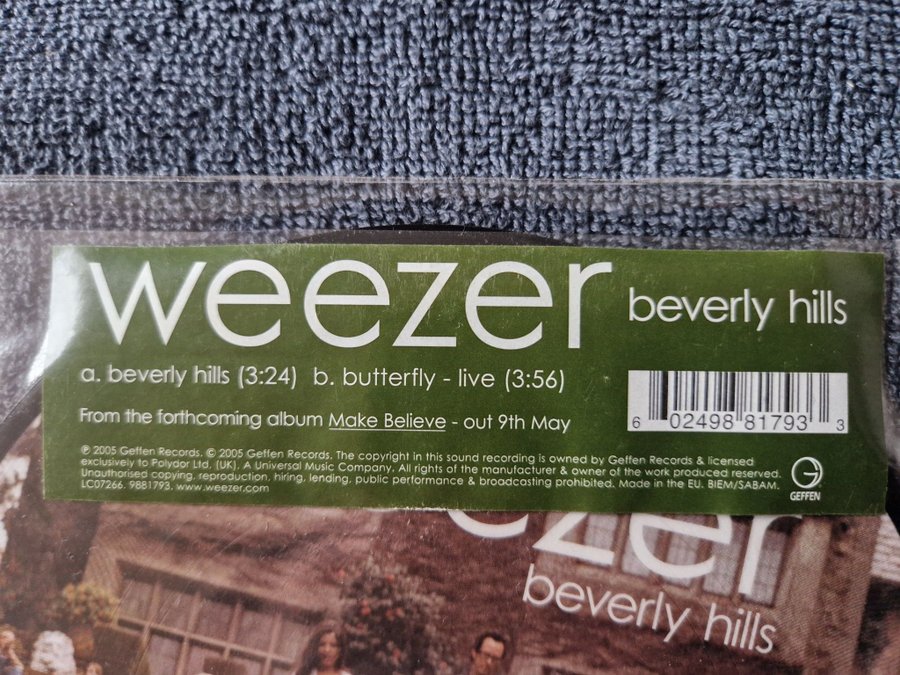 weezer
beverly hills
a. beverly hills (3:24) b. butterfly - live (3:56)
From the forthcoming album Make Believe - out 9th May
6 02498 81793 3
℗ 2005 Geffen Records. © 2005 Geffen Records. The copyright in this sound recording is owned by Geffen Records & licensed
exclusively to Polydor Ltd. (UK). A Universal Music Company. All rights of the manufacturer & owner of the work produced reserved.
Unauthorised copying, reproduction, hiring, lending, public performance & broadcasting prohibited. Made in the EU. BIEM/SABAM.
LC07266. 9881793. www.weezer.com
GEFFEN
ezer
beverly hills